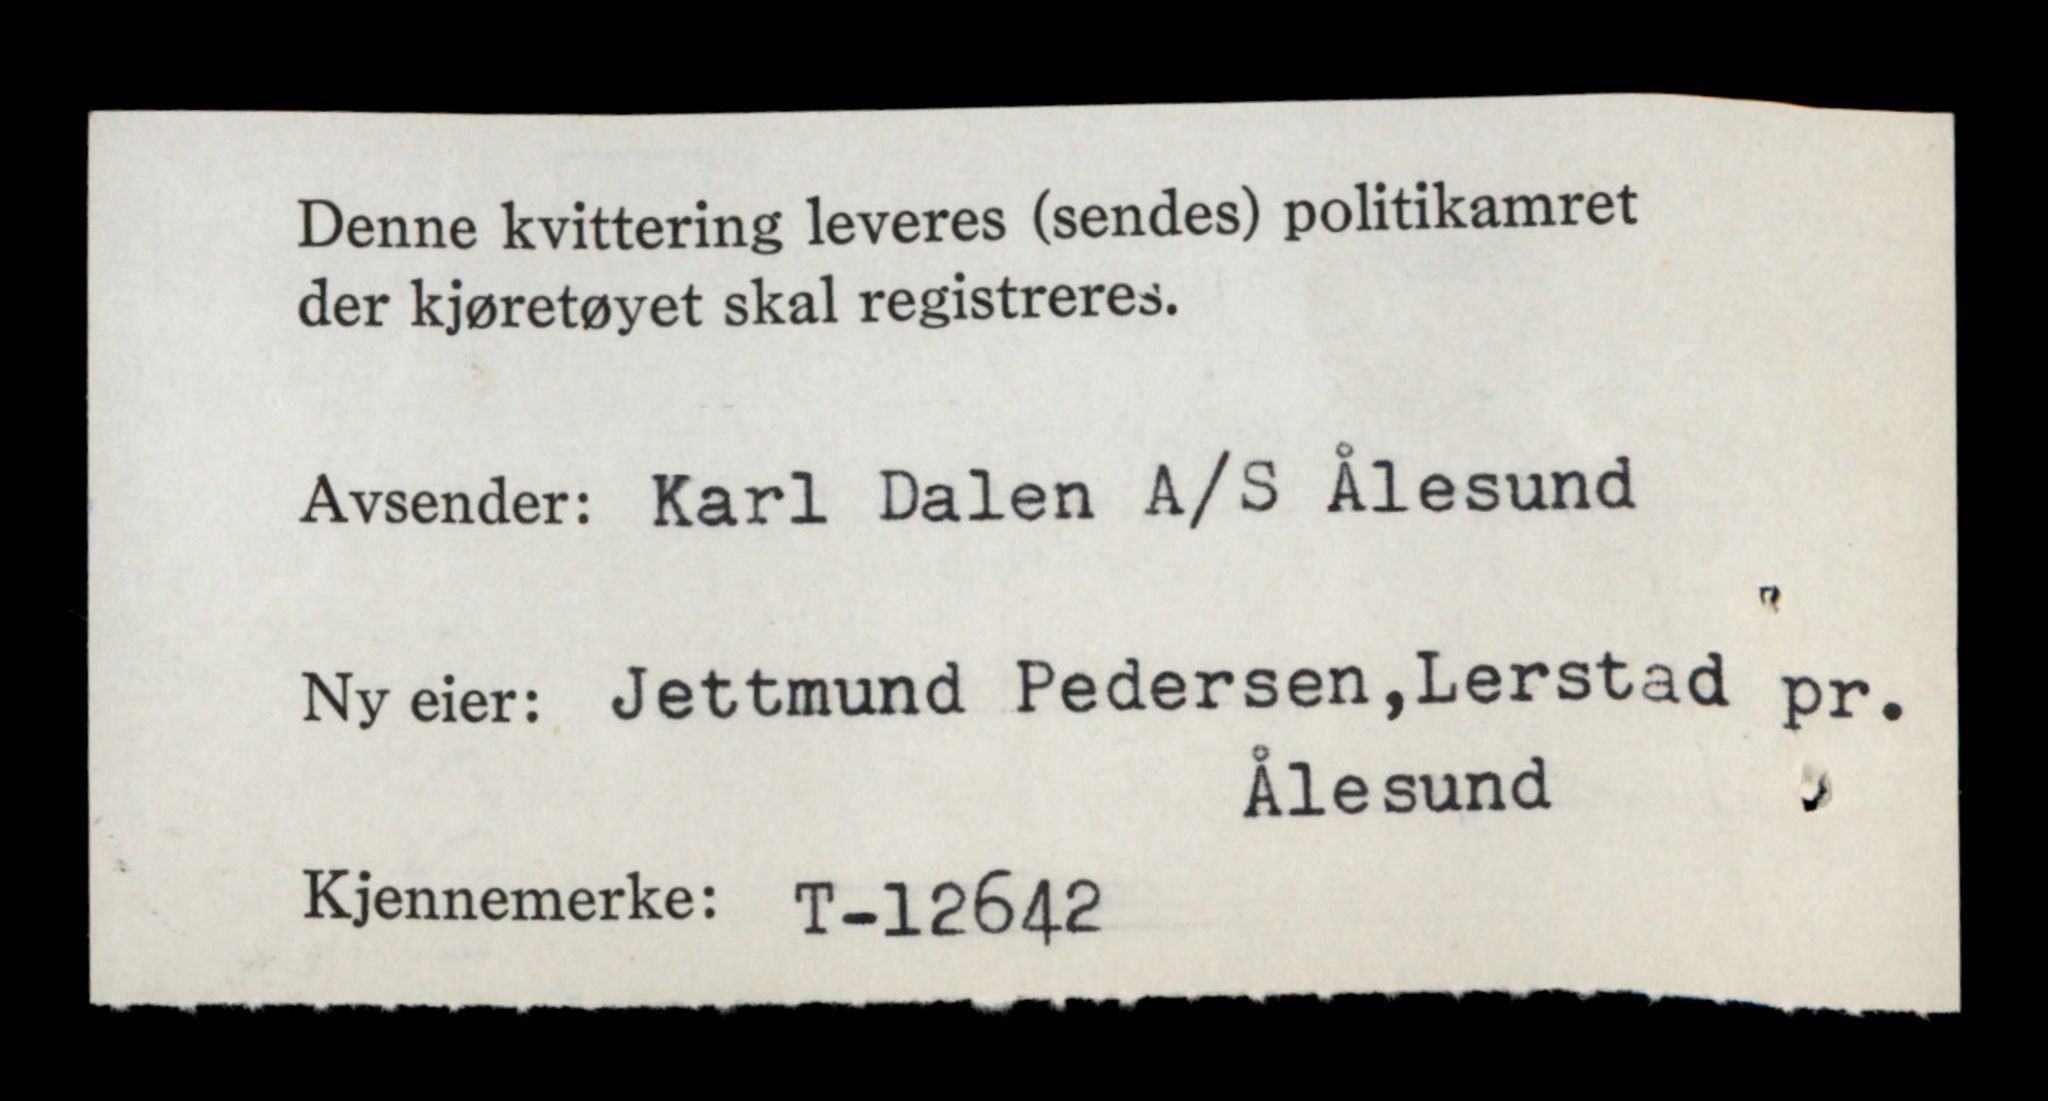 Denne kvittering leveres (sendes) politikamret
der kjøretøyet skal registreres.
Avsender: Karl Dalen A/S Ålesund
Ny eier: Jettmund Pedersen,Lerstad pr.
Ålesund
Kjennemerke: T-12642